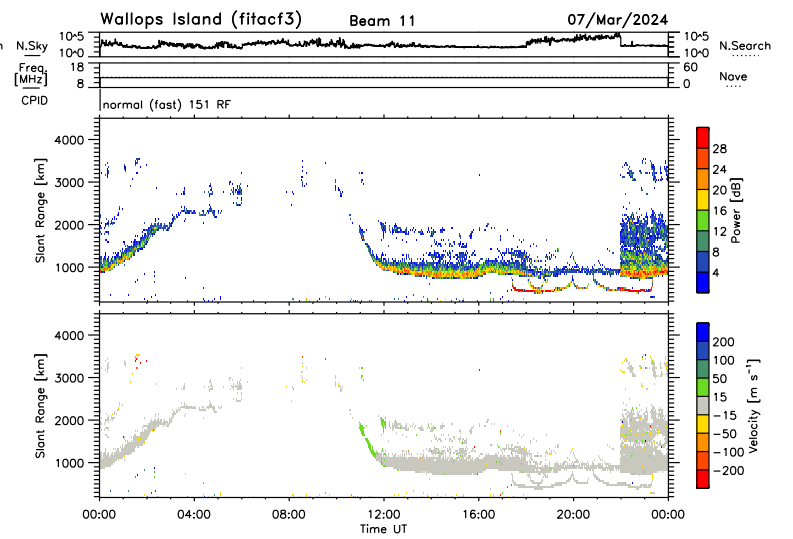 Wallops Island (fitacf3) Beam 11 07/Mar/2024
n N.Sky 10^5 10^0 10^5 10^0 N.Search
Freq. [MHz] 18 8 60 0 Nave
CPID normal (fast) 151 RF
Slant Range [km]
4000
3000
2000
1000
28
24
20
16
12
8
4
Power [dB]
Slant Range [km]
4000
3000
2000
1000
200
100
50
15
−15
−50
−100
−200
Velocity [m s⁻¹]
00:00 04:00 08:00 12:00 16:00 20:00 00:00
Time UT